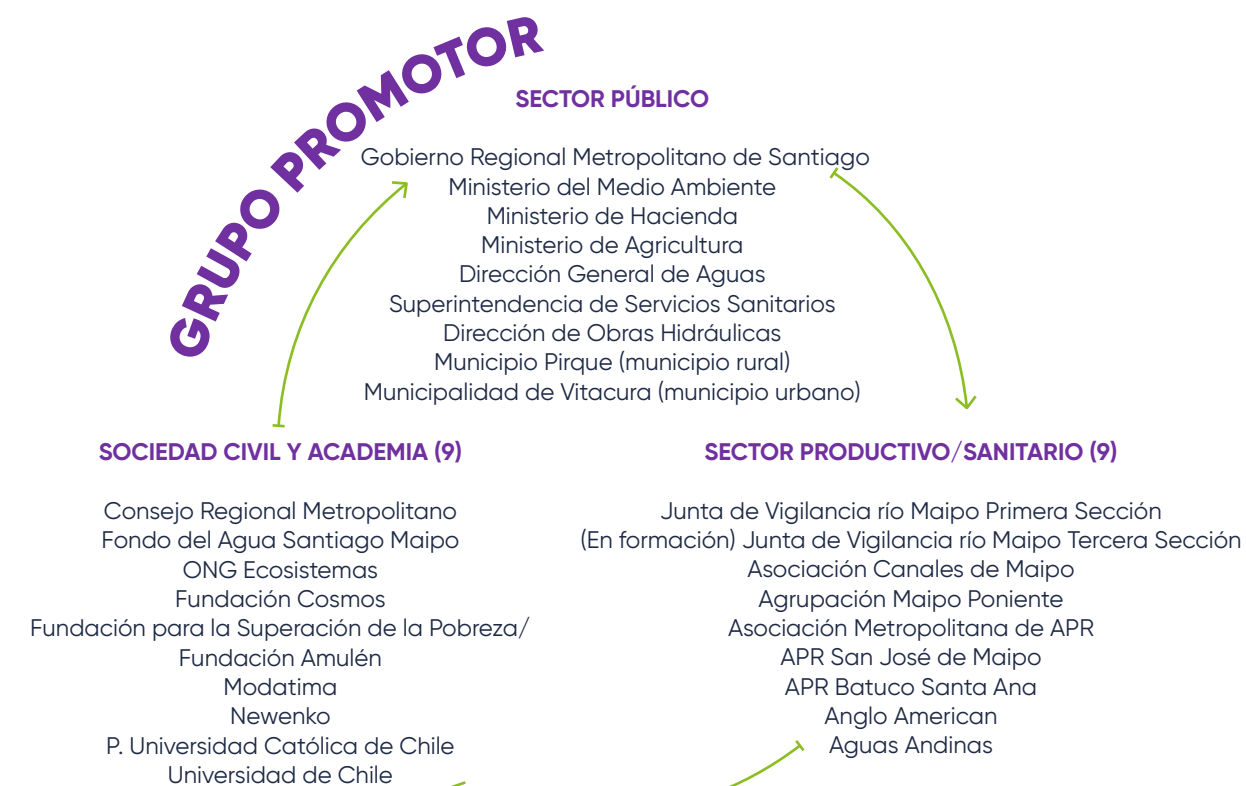 GRUPO PROMOTOR
SECTOR PÚBLICO
Gobierno Regional Metropolitano de Santiago
Ministerio del Medio Ambiente
Ministerio de Hacienda
Ministerio de Agricultura
Dirección General de Aguas
Superintendencia de Servicios Sanitarios
Dirección de Obras Hidráulicas
Municipio Pirque (municipio rural)
Municipalidad de Vitacura (municipio urbano)
SOCIEDAD CIVIL Y ACADEMIA (9)
Consejo Regional Metropolitano
Fondo del Agua Santiago Maipo
ONG Ecosistemas
Fundación Cosmos
Fundación para la Superación de la Pobreza/
Fundación Amulén
Modatima
Newenko
P. Universidad Católica de Chile
Universidad de Chile
SECTOR PRODUCTIVO/SANITARIO (9)
Junta de Vigilancia río Maipo Primera Sección
(En formación) Junta de Vigilancia río Maipo Tercera Sección
Asociación Canales de Maipo
Agrupación Maipo Poniente
Asociación Metropolitana de APR
APR San José de Maipo
APR Batuco Santa Ana
Anglo American
Aguas Andinas